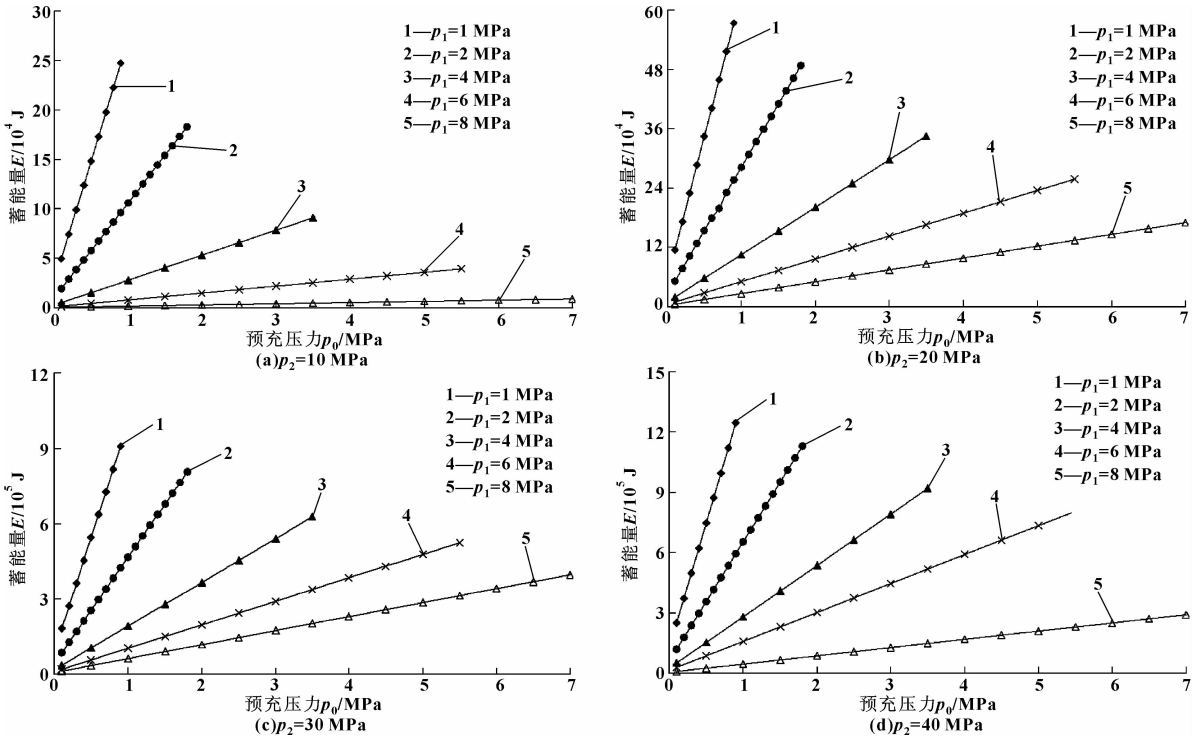 30
25
20
15
10
5
0
蓄能量E/10⁴ J
1
2
3
4
5
1—p₁=1 MPa
2—p₁=2 MPa
3—p₁=4 MPa
4—p₁=6 MPa
5—p₁=8 MPa
1 2 3 4 5 6 7
预充压力p₀/MPa
(a)p₂=10 MPa
60
48
36
24
12
0
蓄能量E/10⁴ J
1
2
3
4
5
1—p₁=1 MPa
2—p₁=2 MPa
3—p₁=4 MPa
4—p₁=6 MPa
5—p₁=8 MPa
0 1 2 3 4 5 6 7
预充压力p₀/MPa
(b)p₂=20 MPa
12
9
6
3
0
蓄能量E/10⁵ J
1
2
3
4
5
1—p₁=1 MPa
2—p₁=2 MPa
3—p₁=4 MPa
4—p₁=6 MPa
5—p₁=8 MPa
1 2 3 4 5 6 7
预充压力p₀/MPa
(c)p₂=30 MPa
15
12
9
6
3
0
蓄能量E/10⁵ J
1
2
3
4
5
1—p₁=1 MPa
2—p₁=2 MPa
3—p₁=4 MPa
4—p₁=6 MPa
5—p₁=8 MPa
1 2 3 4 5 6 7
预充压力p₀/MPa
(d)p₂=40 MPa